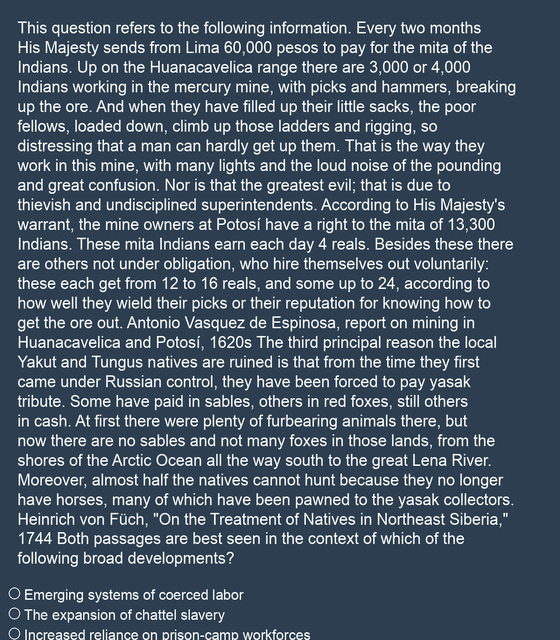 This question refers to the following information. Every two months
His Majesty sends from Lima 60,000 pesos to pay for the mita of the
Indians. Up on the Huanacavelica range there are 3,000 or 4,000
Indians working in the mercury mine, with picks and hammers, breaking
up the ore. And when they have filled up their little sacks, the poor
fellows, loaded down, climb up those ladders and rigging, so
distressing that a man can hardly get up them. That is the way they
work in this mine, with many lights and the loud noise of the pounding
and great confusion. Nor is that the greatest evil; that is due to
thievish and undisciplined superintendents. According to His Majesty's
warrant, the mine owners at Potosí have a right to the mita of 13,300
Indians. These mita Indians earn each day 4 reals. Besides these there
are others not under obligation, who hire themselves out voluntarily:
these each get from 12 to 16 reals, and some up to 24, according to
how well they wield their picks or their reputation for knowing how to
get the ore out. Antonio Vasquez de Espinosa, report on mining in
Huanacavelica and Potosí, 1620s The third principal reason the local
Yakut and Tungus natives are ruined is that from the time they first
came under Russian control, they have been forced to pay yasak
tribute. Some have paid in sables, others in red foxes, still others
in cash. At first there were plenty of furbearing animals there, but
now there are no sables and not many foxes in those lands, from the
shores of the Arctic Ocean all the way south to the great Lena River.
Moreover, almost half the natives cannot hunt because they no longer
have horses, many of which have been pawned to the yasak collectors.
Heinrich von Füch, "On the Treatment of Natives in Northeast Siberia,"
1744 Both passages are best seen in the context of which of the
following broad developments?
Emerging systems of coerced labor
The expansion of chattel slavery
Increased reliance on prison-camp workforces